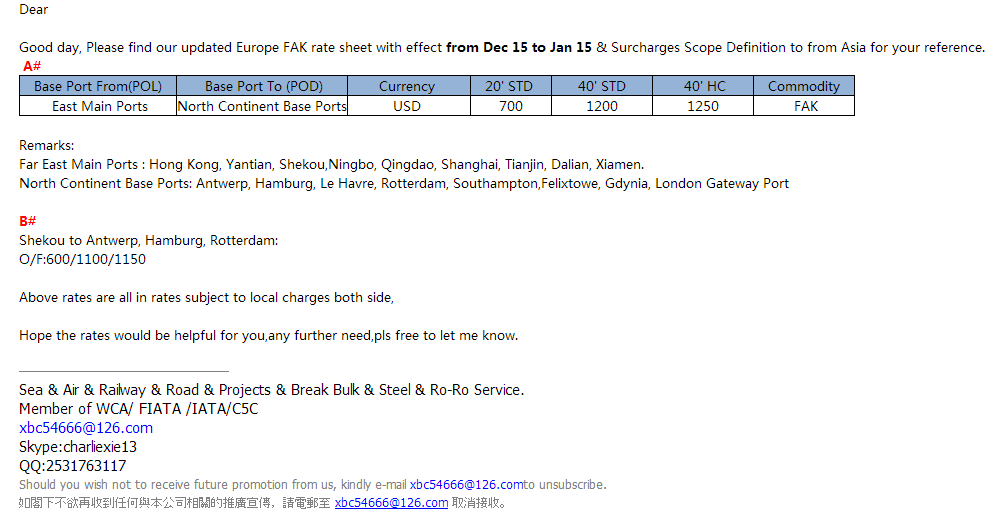 Dear
Good day, Please find our updated Europe FAK rate sheet with effect from Dec 15 to Jan 15 & Surcharges Scope Definition to from Asia for your reference.
A#
Base Port From(POL) Base Port To (POD) Currency 20' STD 40' STD 40' HC Commodity
East Main Ports North Continent Base Ports USD 700 1200 1250 FAK
Remarks:
Far East Main Ports : Hong Kong, Yantian, Shekou,Ningbo, Qingdao, Shanghai, Tianjin, Dalian, Xiamen.
North Continent Base Ports: Antwerp, Hamburg, Le Havre, Rotterdam, Southampton,Felixtowe, Gdynia, London Gateway Port
B#
Shekou to Antwerp, Hamburg, Rotterdam:
O/F:600/1100/1150
Above rates are all in rates subject to local charges both side,
Hope the rates would be helpful for you,any further need,pls free to let me know.
Sea & Air & Railway & Road & Projects & Break Bulk & Steel & Ro-Ro Service.
Member of WCA/ FIATA /IATA/C5C
xbc54666@126.com
Skype:charliexie13
QQ:2531763117
Should you wish not to receive future promotion from us, kindly e-mail xbc54666@126.comto unsubscribe.
如閣下不欲再收到任何與本公司相關的推廣宣傳，請電郵至 xbc54666@126.com 取消接收。